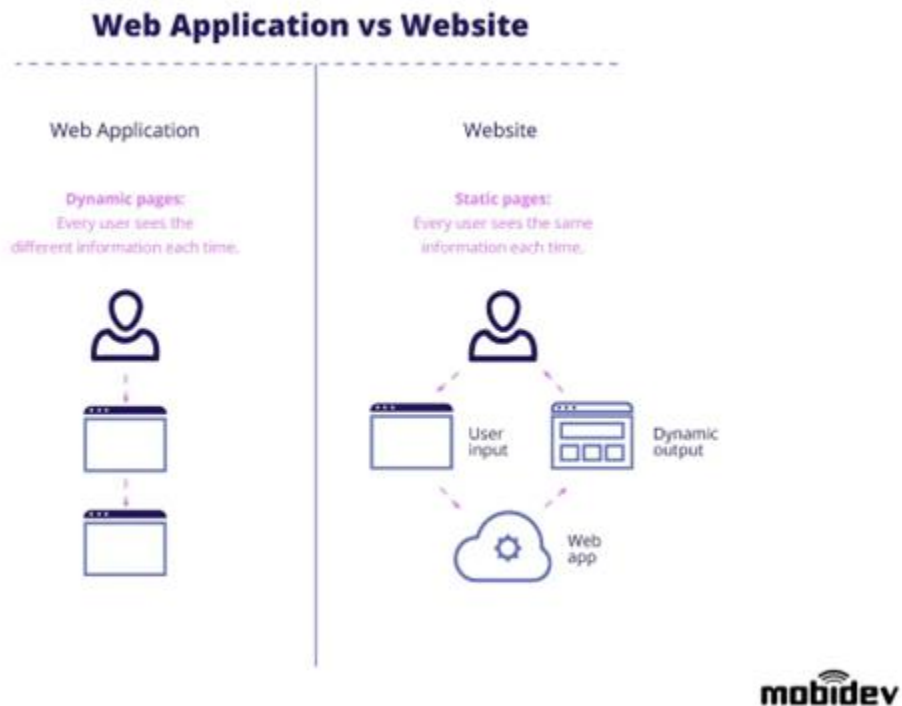 Web Application vs Website
Web Application
Website
Dynamic pages:
Every user sees the
different information each time.
Static pages:
Every user sees the same
information each time.
User
input
Dynamic
output
Web
app
mobidev